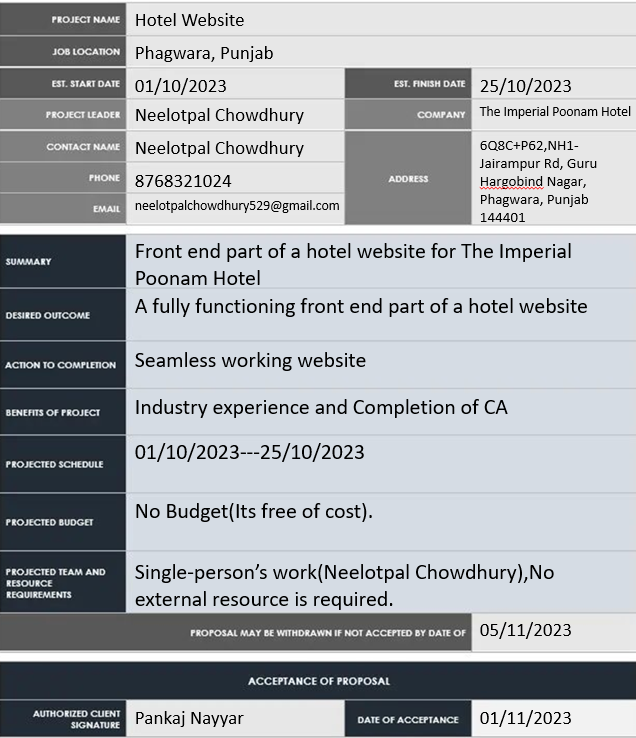 PROJECT NAME Hotel Website
JOB LOCATION Phagwara, Punjab
EST. START DATE 01/10/2023 EST. FINISH DATE 25/10/2023
PROJECT LEADER Neelotpal Chowdhury COMPANY The Imperial Poonam Hotel
CONTACT NAME Neelotpal Chowdhury
PHONE 8768321024
EMAIL neelotpalchowdhury529@gmail.com
ADDRESS
6Q8C+P62,NH1-
Jairampur Rd, Guru
Hargobind Nagar,
Phagwara, Punjab
144401
SUMMARY
Front end part of a hotel website for The Imperial
Poonam Hotel
DESIRED OUTCOME A fully functioning front end part of a hotel website
ACTION TO COMPLETION Seamless working website
BENEFITS OF PROJECT Industry experience and Completion of CA
PROJECTED SCHEDULE 01/10/2023---25/10/2023
PROJECTED BUDGET No Budget(Its free of cost).
PROJECTED TEAM AND
RESOURCE
REQUIREMENTS
Single-person’s work(Neelotpal Chowdhury),No
external resource is required.
PROPOSAL MAY BE WITHDRAWN IF NOT ACCEPTED BY DATE OF 05/11/2023
ACCEPTANCE OF PROPOSAL
AUTHORIZED CLIENT
SIGNATURE
Pankaj Nayyar DATE OF ACCEPTANCE 01/11/2023